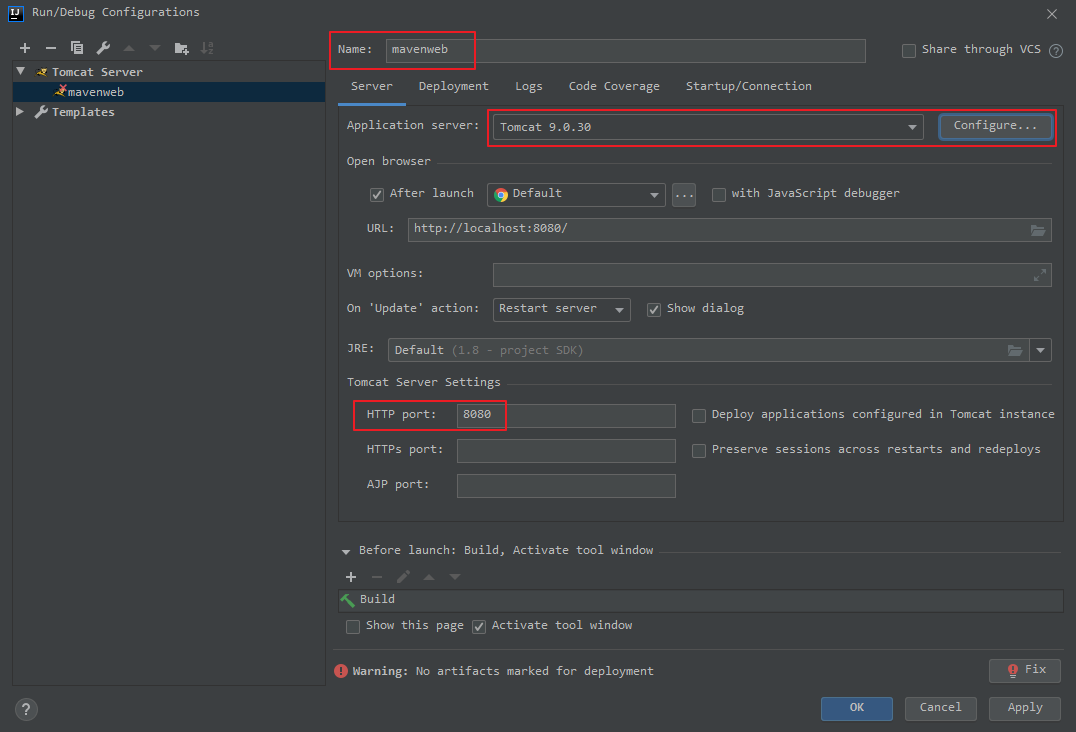 IJ Run/Debug Configurations
Name: mavenweb
Share through VCS ?
Tomcat Server
mavenweb
Templates
Server Deployment Logs Code Coverage Startup/Connection
Application server: Tomcat 9.0.30 Configure...
Open browser
After launch Default ... with JavaScript debugger
URL: http://localhost:8080/
VM options:
On 'Update' action: Restart server Show dialog
JRE: Default (1.8 - project SDK)
Tomcat Server Settings
HTTP port: 8080 Deploy applications configured in Tomcat instance
HTTPs port: Preserve sessions across restarts and redeploys
AJP port:
Before launch: Build, Activate tool window
Build
Show this page Activate tool window
Warning: No artifacts marked for deployment Fix
? OK Cancel Apply